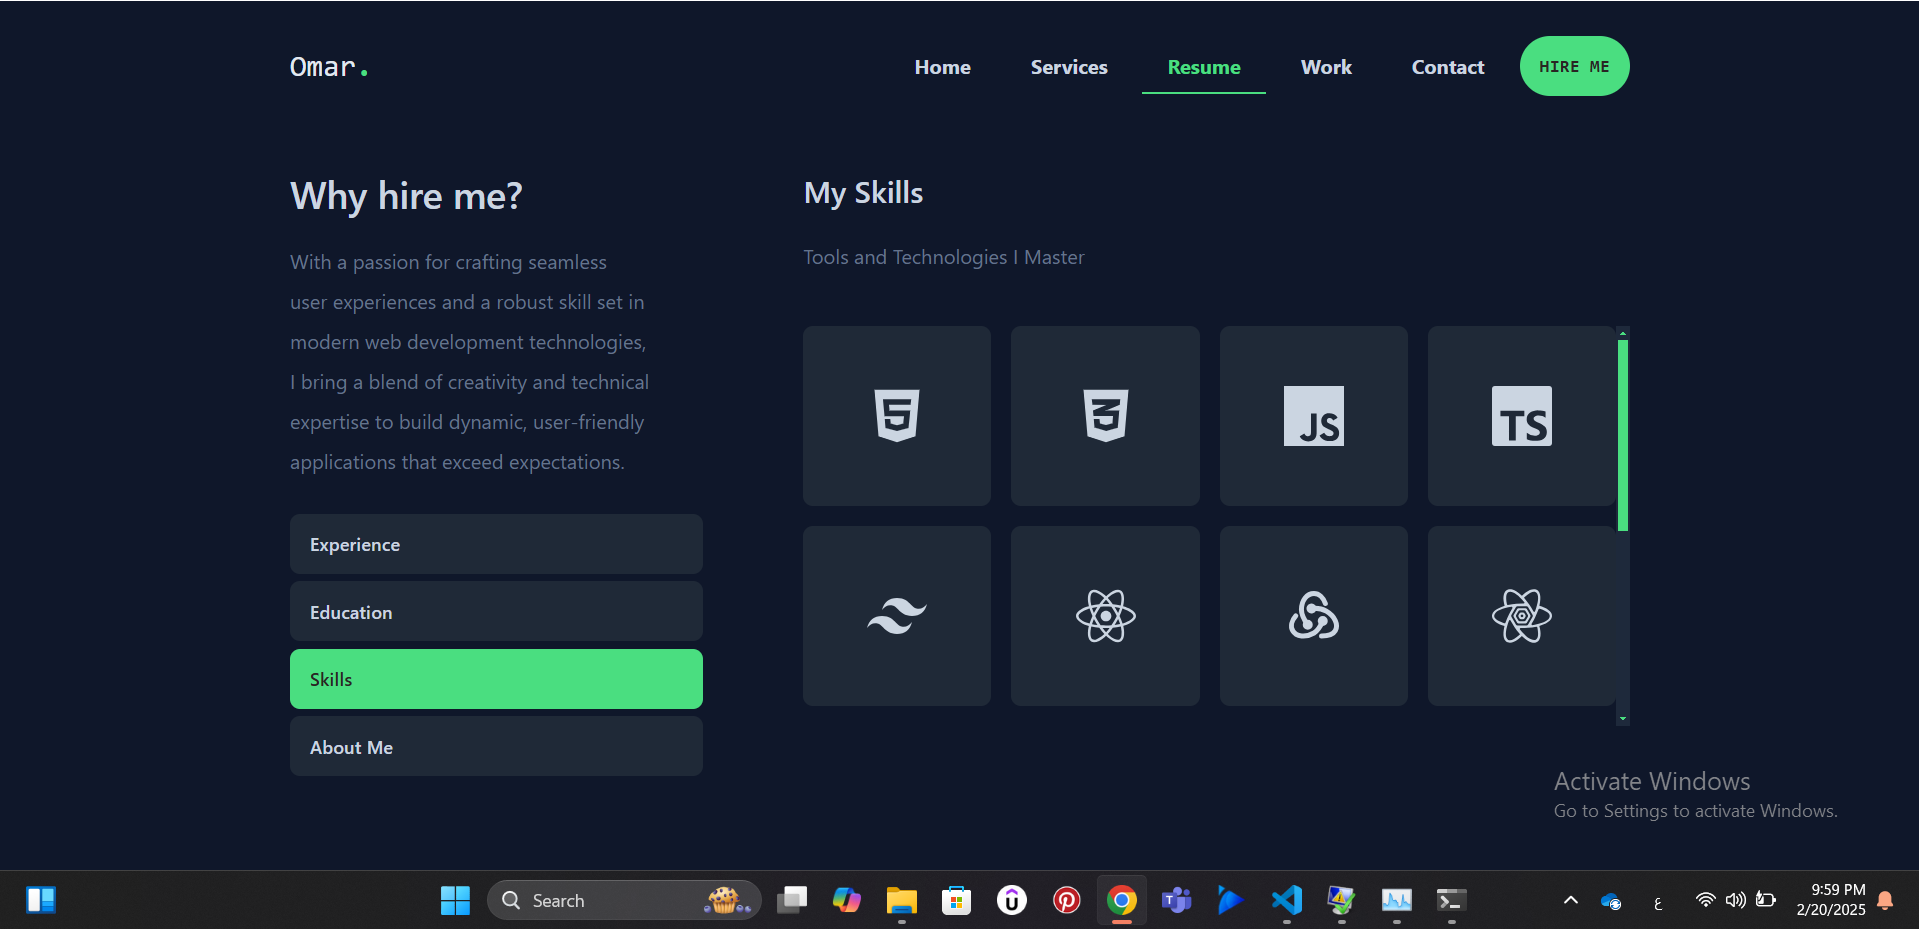 Omar.
Home Services Resume Work Contact HIRE ME
Why hire me?
With a passion for crafting seamless
user experiences and a robust skill set in
modern web development technologies,
I bring a blend of creativity and technical
expertise to build dynamic, user-friendly
applications that exceed expectations.
Experience
Education
Skills
About Me
My Skills
Tools and Technologies I Master
5
3
JS
TS
Activate Windows
Go to Settings to activate Windows.
Search
ع
9:59 PM
2/20/2025